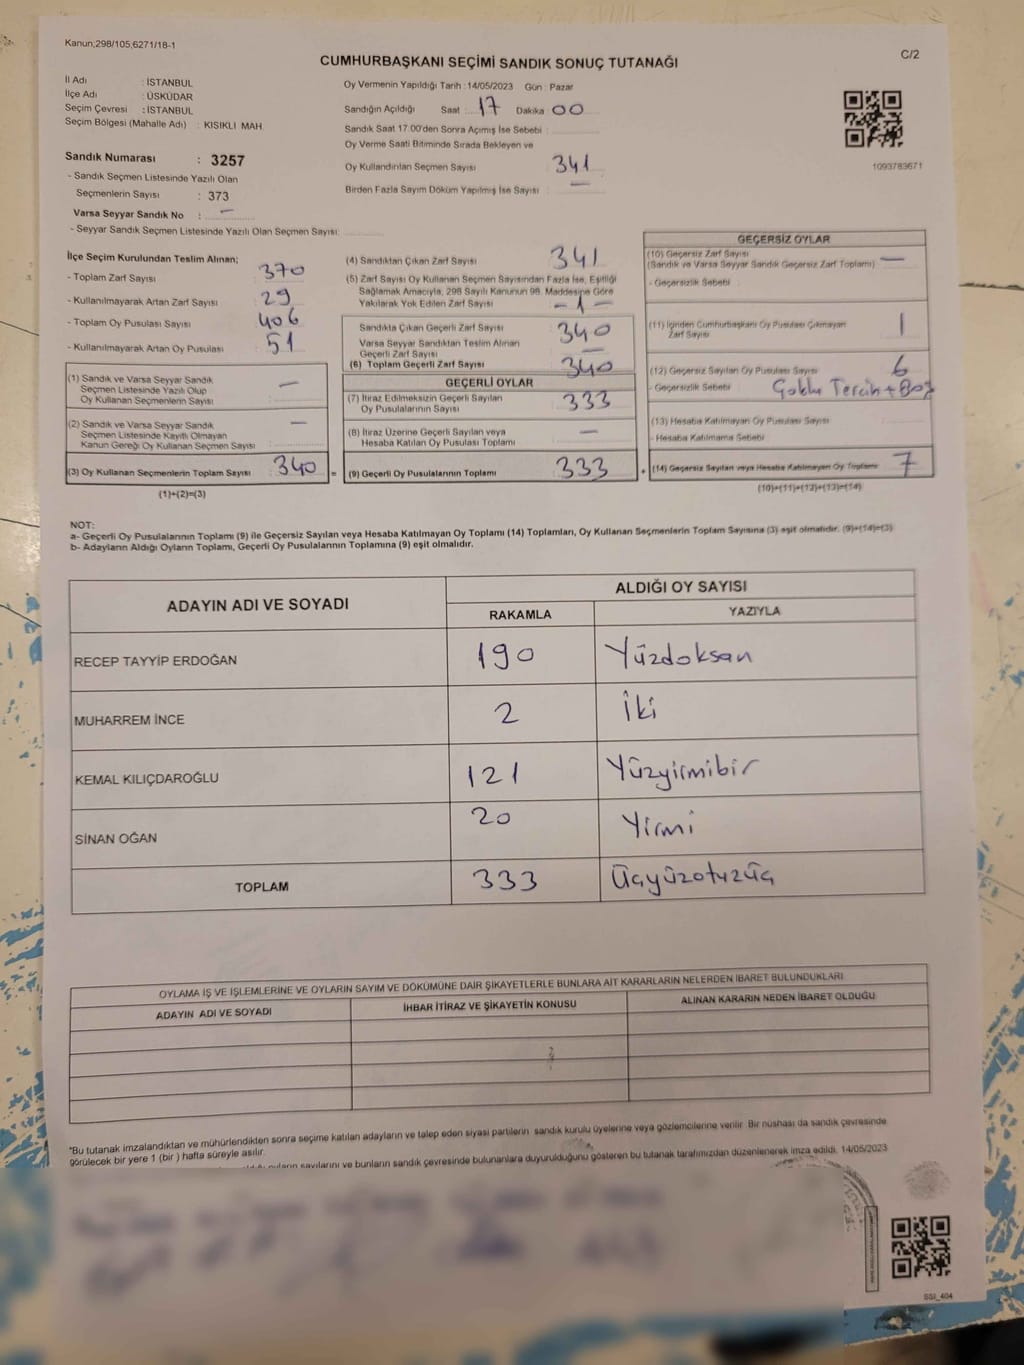 Kanun;298/105,6271/18-1
C/2
CUMHURBAŞKANI SEÇİMİ SANDIK SONUÇ TUTANAĞI
İl Adı : İSTANBUL
İlçe Adı : ÜSKÜDAR
Seçim Çevresi : İSTANBUL
Seçim Bölgesi (Mahalle Adı) : KISIKLI MAH.
Sandık Numarası : 3257
- Sandık Seçmen Listesinde Yazılı Olan
Seçmenlerin Sayısı : 373
Varsa Seyyar Sandık No : –
- Seyyar Sandık Seçmen Listesinde Yazılı Olan Seçmen Sayısı:
Oy Vermenin Yapıldığı Tarih : 14/05/2023 Gün : Pazar
Sandığın Açıldığı Saat : 17 Dakika 00
Sandık Saat 17:00'den Sonra Açımış İse Sebebi :
Oy Verme Saati Bitiminde Sırada Bekleyen ve
Oy Kullandırılan Seçmen Sayısı 341
Birden Fazla Sayım Döküm Yapılmış İse Sayısı : –
1093783671
İlçe Seçim Kurulundan Teslim Alınan;
- Toplam Zarf Sayısı 370
- Kullanılmayarak Artan Zarf Sayısı 29
- Toplam Oy Pusulası Sayısı 406
- Kullanılmayarak Artan Oy Pusulası 51
(1) Sandık ve Varsa Seyyar Sandık
Seçmen Listesinde Yazılı Olup
Oy Kullanan Seçmenlerin Sayısı –
(2) Sandık ve Varsa Seyyar Sandık
Seçmen Listesinde Kayıtlı Olmayan
Kanun Gereği Oy Kullanan Seçmen Sayısı –
(3) Oy Kullanan Seçmenlerin Toplam Sayısı 340 =
(1)+(2)=(3)
(4) Sandıktan Çıkan Zarf Sayısı 341
(5) Zarf Sayısı Oy Kullanan Seçmen Sayısından Fazla İse, Eşitliği
Sağlamak Amacıyla, 298 Sayılı Kanunun 98. Maddesine Göre
Yakılarak Yok Edilen Zarf Sayısı – 1 –
Sandıkta Çıkan Geçerli Zarf Sayısı 340
Varsa Seyyar Sandıktan Teslim Alınan
Geçerli Zarf Sayısı –
(6) Toplam Geçerli Zarf Sayısı 340
GEÇERLİ OYLAR
(7) İtiraz Edilmeksizin Geçerli Sayılan
Oy Pusulalarının Sayısı 333
(8) İtiraz Üzerine Geçerli Sayılan veya
Hesaba Katılan Oy Pusulası Toplamı –
(9) Geçerli Oy Pusulalarının Toplamı 333 +
GEÇERSİZ OYLAR
(10) Geçersiz Zarf Sayısı
(Sandık ve Varsa Seyyar Sandık Geçersiz Zarf Toplamı) –
- Geçersizlik Sebebi :
(11) İçinden Cumhurbaşkanı Oy Pusulası Çıkmayan
Zarf Sayısı 1
(12) Geçersiz Sayılan Oy Pusulası Sayısı 6
- Geçersizlik Sebebi : Çoklu Tercih+Boş
(13) Hesaba Katılmayan Oy Pusulası Sayısı
- Hesaba Katılmama Sebebi
(14) Geçersiz Sayılan veya Hesaba Katılmayan Oy Toplamı 7
(10)+(11)+(12)+(13)=(14)
NOT:
a- Geçerli Oy Pusulalarının Toplamı (9) ile Geçersiz Sayılan veya Hesaba Katılmayan Oy Toplamı (14) Toplamları, Oy Kullanan Seçmenlerin Toplam Sayısına (3) eşit olmalıdır. (9)+(14)=(3)
b- Adayların Aldığı Oyların Toplamı, Geçerli Oy Pusulalarının Toplamına (9) eşit olmalıdır.
ADAYIN ADI VE SOYADI ALDIĞI OY SAYISI
RAKAMLA YAZIYLA
RECEP TAYYİP ERDOĞAN 190 Yüzdoksan
MUHARREM İNCE 2 İki
KEMAL KILIÇDAROĞLU 121 Yüzyirmibir
SİNAN OĞAN 20 Yirmi
TOPLAM 333 Üçyüzotuzüç
OYLAMA İŞ VE İŞLEMLERİNE VE OYLARIN SAYIM VE DÖKÜMÜNE DAİR ŞİKAYETLERLE BUNLARA AİT KARARLARIN NELERDEN İBARET BULUNDUKLARI
ADAYIN ADI VE SOYADI İHBAR İTİRAZ VE ŞİKAYETİN KONUSU ALINAN KARARIN NEDEN İBARET OLDUĞU
*Bu tutanak imzalandıktan ve mühürlendikten sonra seçime katılan adayların ve talep eden siyasi partilerin sandık kurulu üyelerine veya gözlemcilerine verilir. Bir nüshası da sandık çevresinde
görülecek bir yere 1 (bir) hafta süreyle asılır.
sayılarını ve bunların sandık çevresinde bulunanlara duyurulduğunu gösteren bu tutanak tarafımızdan düzenlenerek imza edildi. 14/05/2023
SSI_404